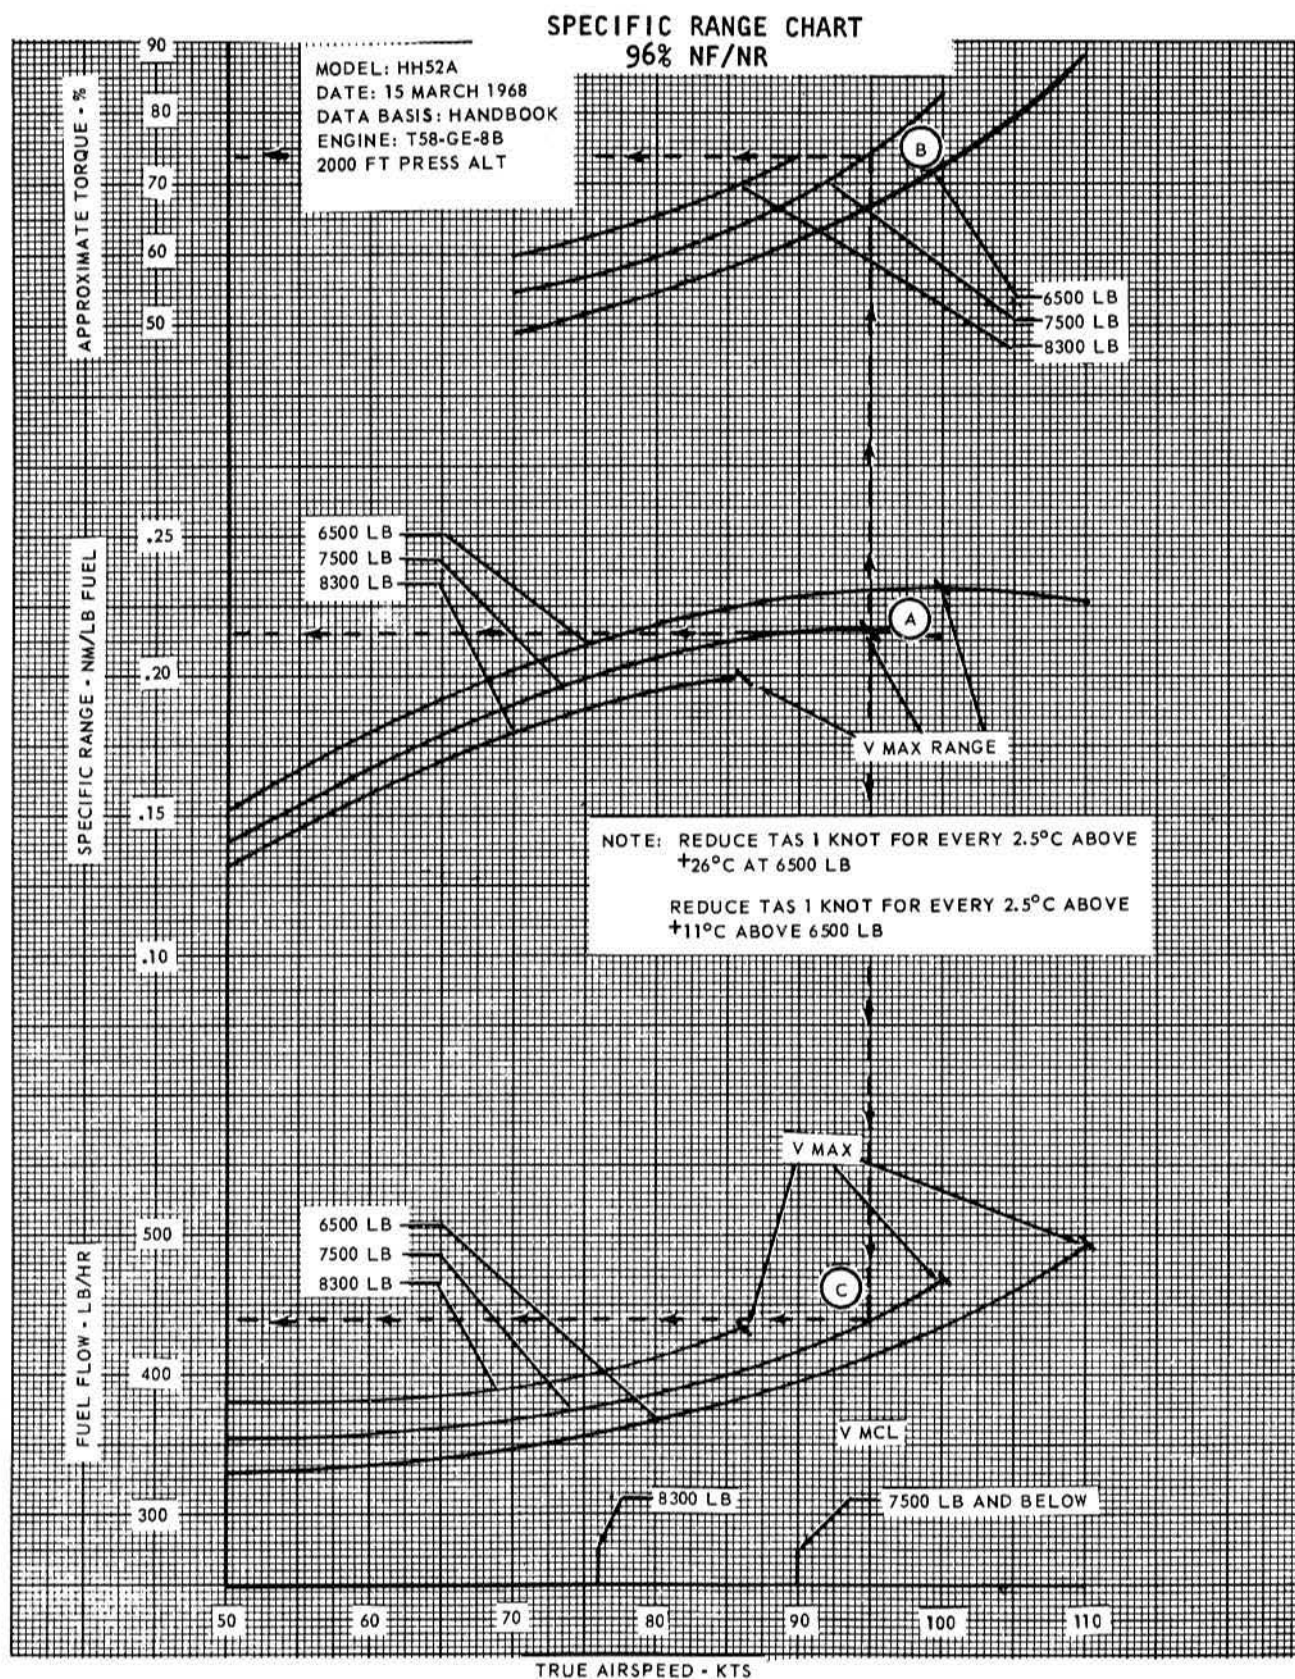 SPECIFIC RANGE CHART
96% NF/NR
MODEL: HH52A
DATE: 15 MARCH 1968
DATA BASIS: HANDBOOK
ENGINE: T58-GE-8B
2000 FT PRESS ALT
APPROXIMATE TORQUE - %
90
80
70
60
50
B
6500 LB
7500 LB
8300 LB
SPECIFIC RANGE - NM/LB FUEL
.25
.20
.15
.10
6500 LB
7500 LB
8300 LB
A
V MAX RANGE
NOTE: REDUCE TAS 1 KNOT FOR EVERY 2.5°C ABOVE
+26°C AT 6500 LB
REDUCE TAS 1 KNOT FOR EVERY 2.5°C ABOVE
+11°C ABOVE 6500 LB
V MAX
FUEL FLOW - LB/HR
500
400
300
6500 LB
7500 LB
8300 LB
C
V MCL
8300 LB
7500 LB AND BELOW
50 60 70 80 90 100 110
TRUE AIRSPEED - KTS